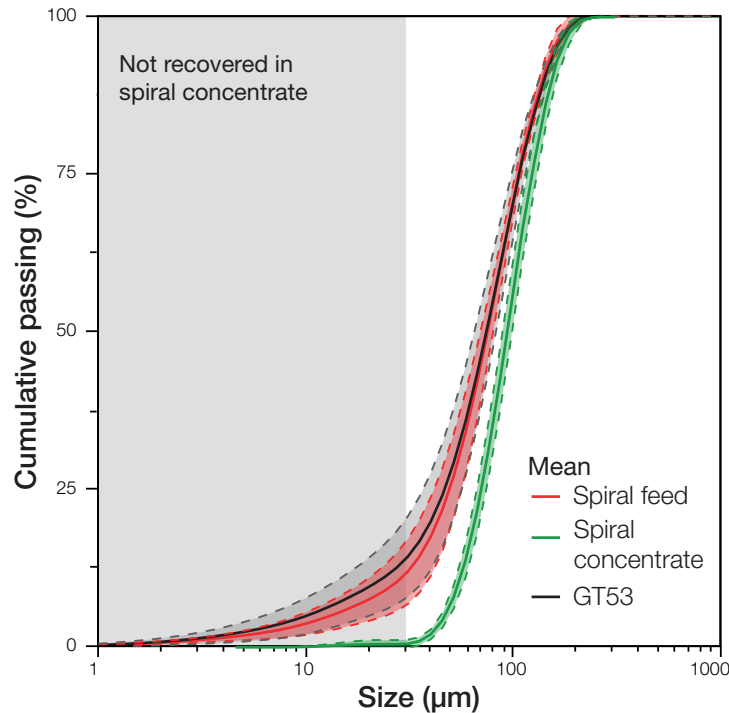 100
75
50
25
0
Cumulative passing (%)
Not recovered in
spiral concentrate
Mean
Spiral feed
Spiral
concentrate
GT53
1
10
100
1000
Size (µm)